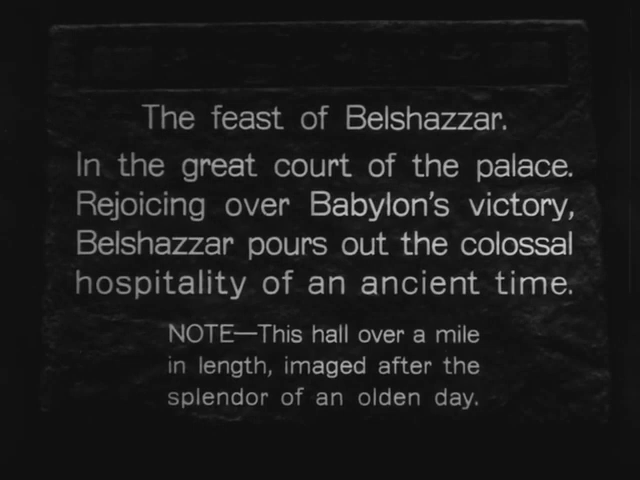 The feast of Belshazzar.
In the great court of the palace.
Rejoicing over Babylon's victory,
Belshazzar pours out the colossal
hospitality of an ancient time.
NOTE—This hall over a mile
in length, imaged after the
splendor of an olden day.